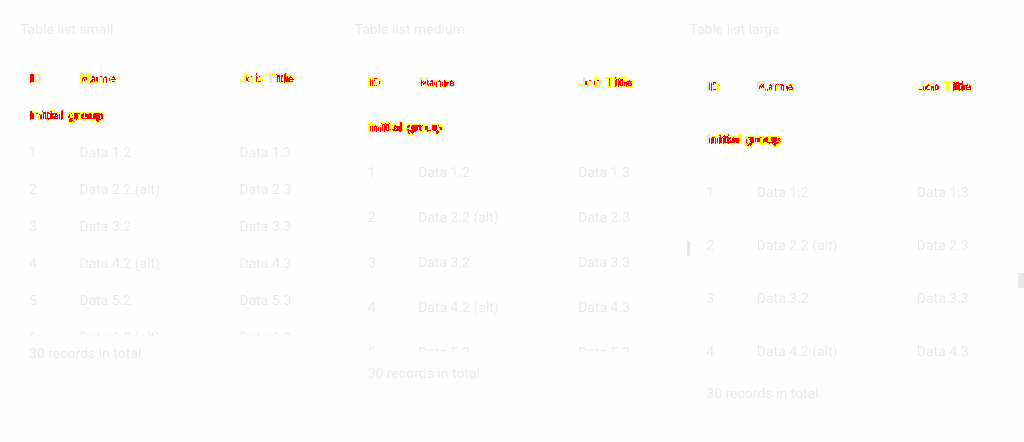 Table list small
ID Name Job Title
Initial group
1 Data 1.2 Data 1.3
2 Data 2.2 (alt) Data 2.3
3 Data 3.2 Data 3.3
4 Data 4.2 (alt) Data 4.3
5 Data 5.2 Data 5.3
30 records in total
Table list medium
ID Name Job Title
Initial group
1 Data 1.2 Data 1.3
2 Data 2.2 (alt) Data 2.3
3 Data 3.2 Data 3.3
4 Data 4.2 (alt) Data 4.3
30 records in total
Table list large
ID Name Job Title
Initial group
1 Data 1.2 Data 1.3
2 Data 2.2 (alt) Data 2.3
3 Data 3.2 Data 3.3
4 Data 4.2 (alt) Data 4.3
30 records in total